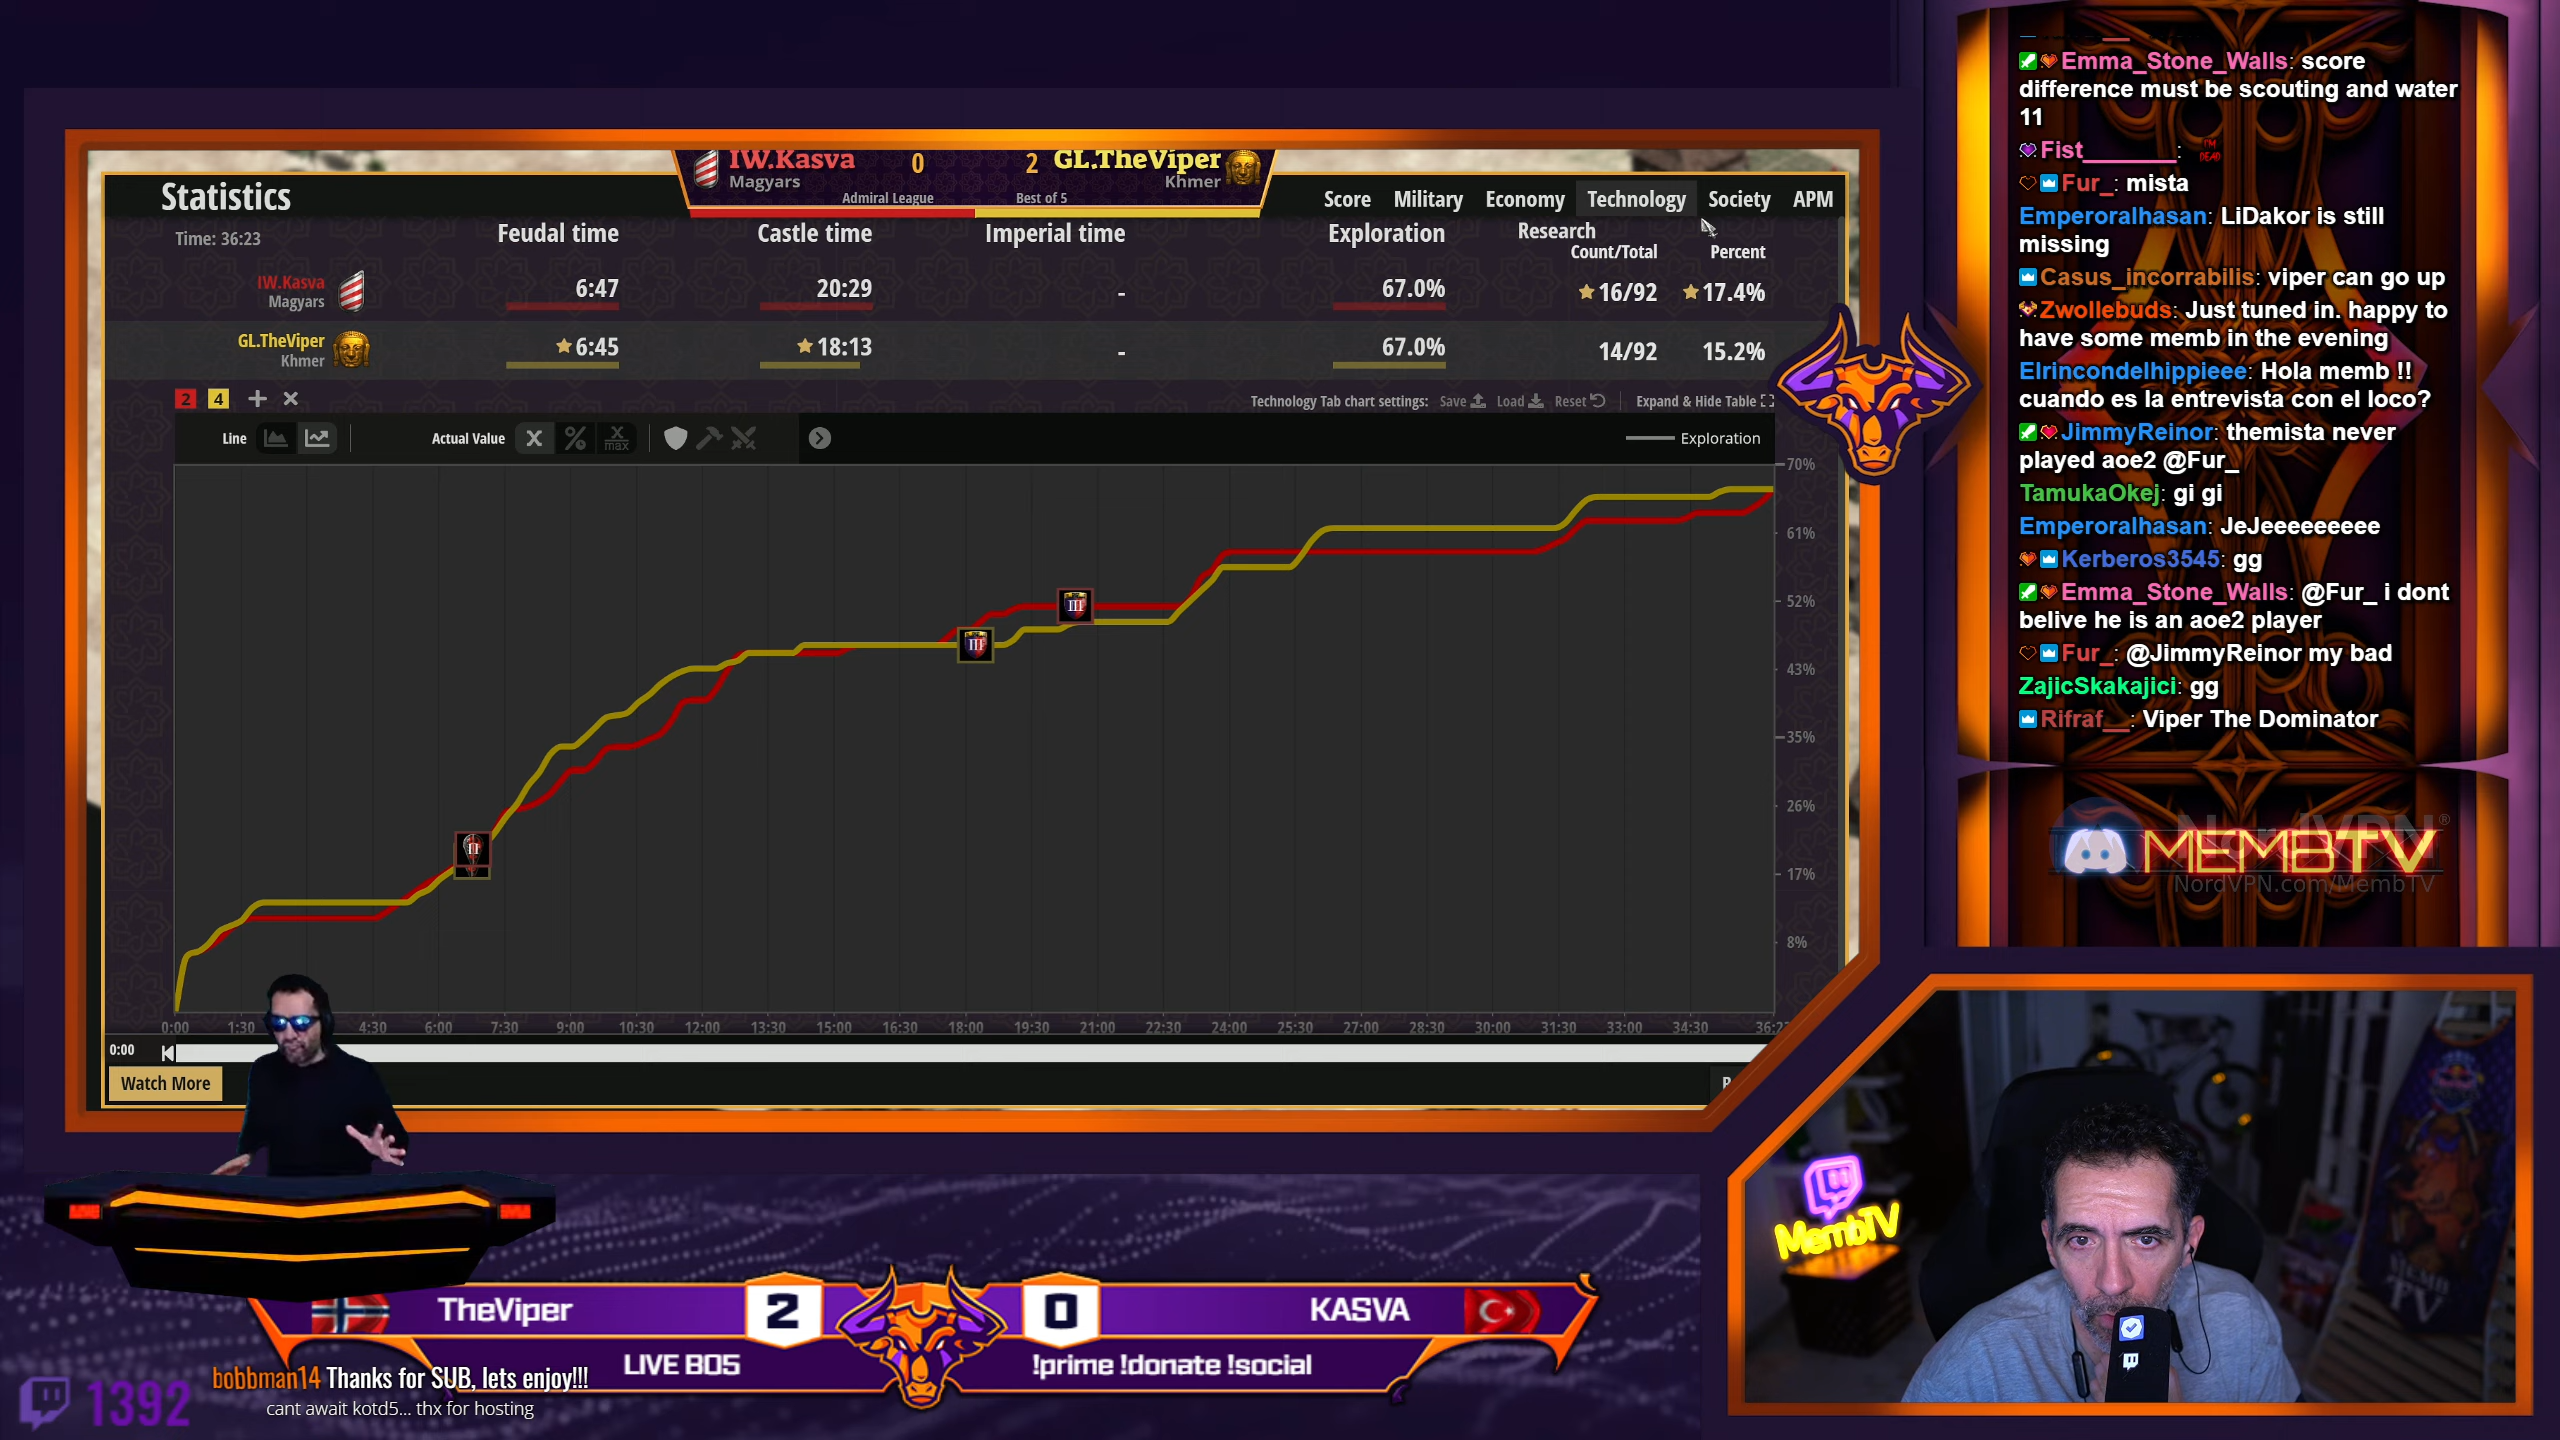 IW.Kasva 0 2 GL.TheViper
Magyars Khmer
Admiral League Best of 5
Statistics
Score Military Economy Technology Society APM
Time: 36:23
Feudal time Castle time Imperial time Exploration Research
Count/Total Percent
IW.Kasva
Magyars
6:47 20:29 - 67.0% 16/92 17.4%
GL.TheViper
Khmer
6:45 18:13 - 67.0% 14/92 15.2%
2 4
Technology Tab chart settings: Save Load Reset Expand & Hide Table
Line Actual Value X % X max
Exploration
70%
61%
52%
43%
35%
26%
17%
8%
III
III
II
0:00 1:30 4:30 6:00 7:30 9:00 10:30 12:00 13:30 15:00 16:30 18:00 19:30 21:00 22:30 24:00 25:30 27:00 28:30 30:00 31:30 33:00 34:30
0:00
Watch More
Emma_Stone_Walls: score
difference must be scouting and water
11
Fist_______: I'M DEAD
Fur_: mista
Emperoralhasan: LiDakor is still
missing
Casus_incorrabilis: viper can go up
Zwollebuds: Just tuned in. happy to
have some memb in the evening
Elrincondelhippieee: Hola memb !!
cuando es la entrevista con el loco?
JimmyReinor: themista never
played aoe2 @Fur_
TamukaOkej: gi gi
Emperoralhasan: JeJeeeeeeeee
Kerberos3545: gg
Emma_Stone_Walls: @Fur_ i dont
belive he is an aoe2 player
Fur_: @JimmyReinor my bad
ZajicSkakajici: gg
Rifraf__: Viper The Dominator
NordVPN®
MEMBTV
NordVPN.com/MembTV
MembTV
MEMB
TV
TheViper 2 0 KASVA
LIVE BO5 !prime !donate !social
bobbman14 Thanks for SUB, lets enjoy!!!
cant await kotd5... thx for hosting
1392